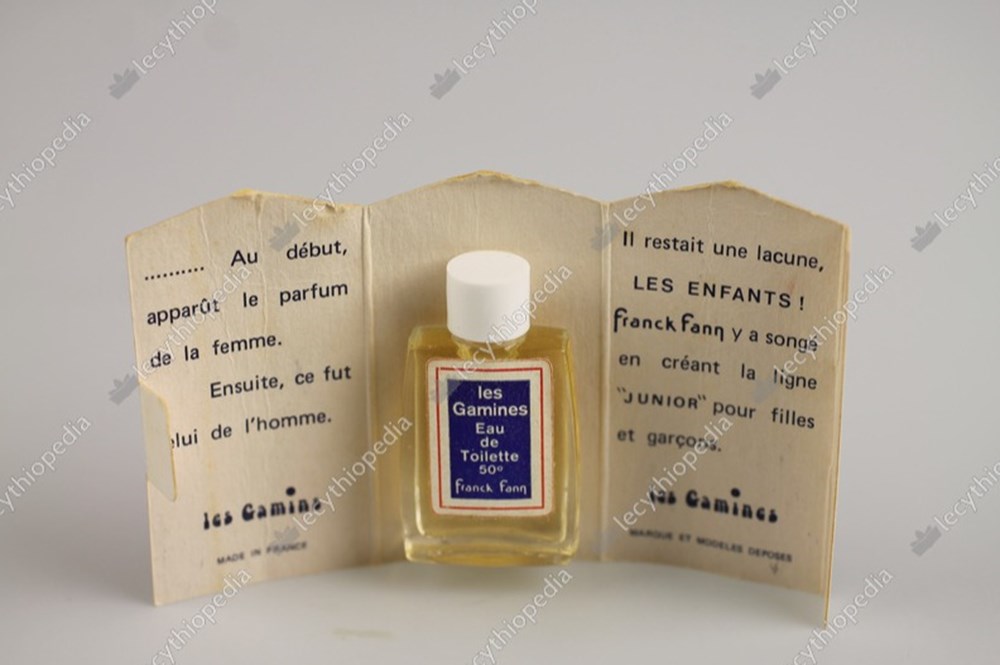 .......... Au début,
apparût le parfum
de la femme.
Ensuite, ce fut
elui de l'homme.
les Gamins
MADE IN FRANCE
les
Gamines
Eau
de
Toilette
50°
franck fann
Il restait une lacune,
LES ENFANTS !
franck fann y a songé
en créant la ligne
"JUNIOR" pour filles
et garçons.
les Gamines
MARQUE ET MODELES DEPOSES
lecythiopedia